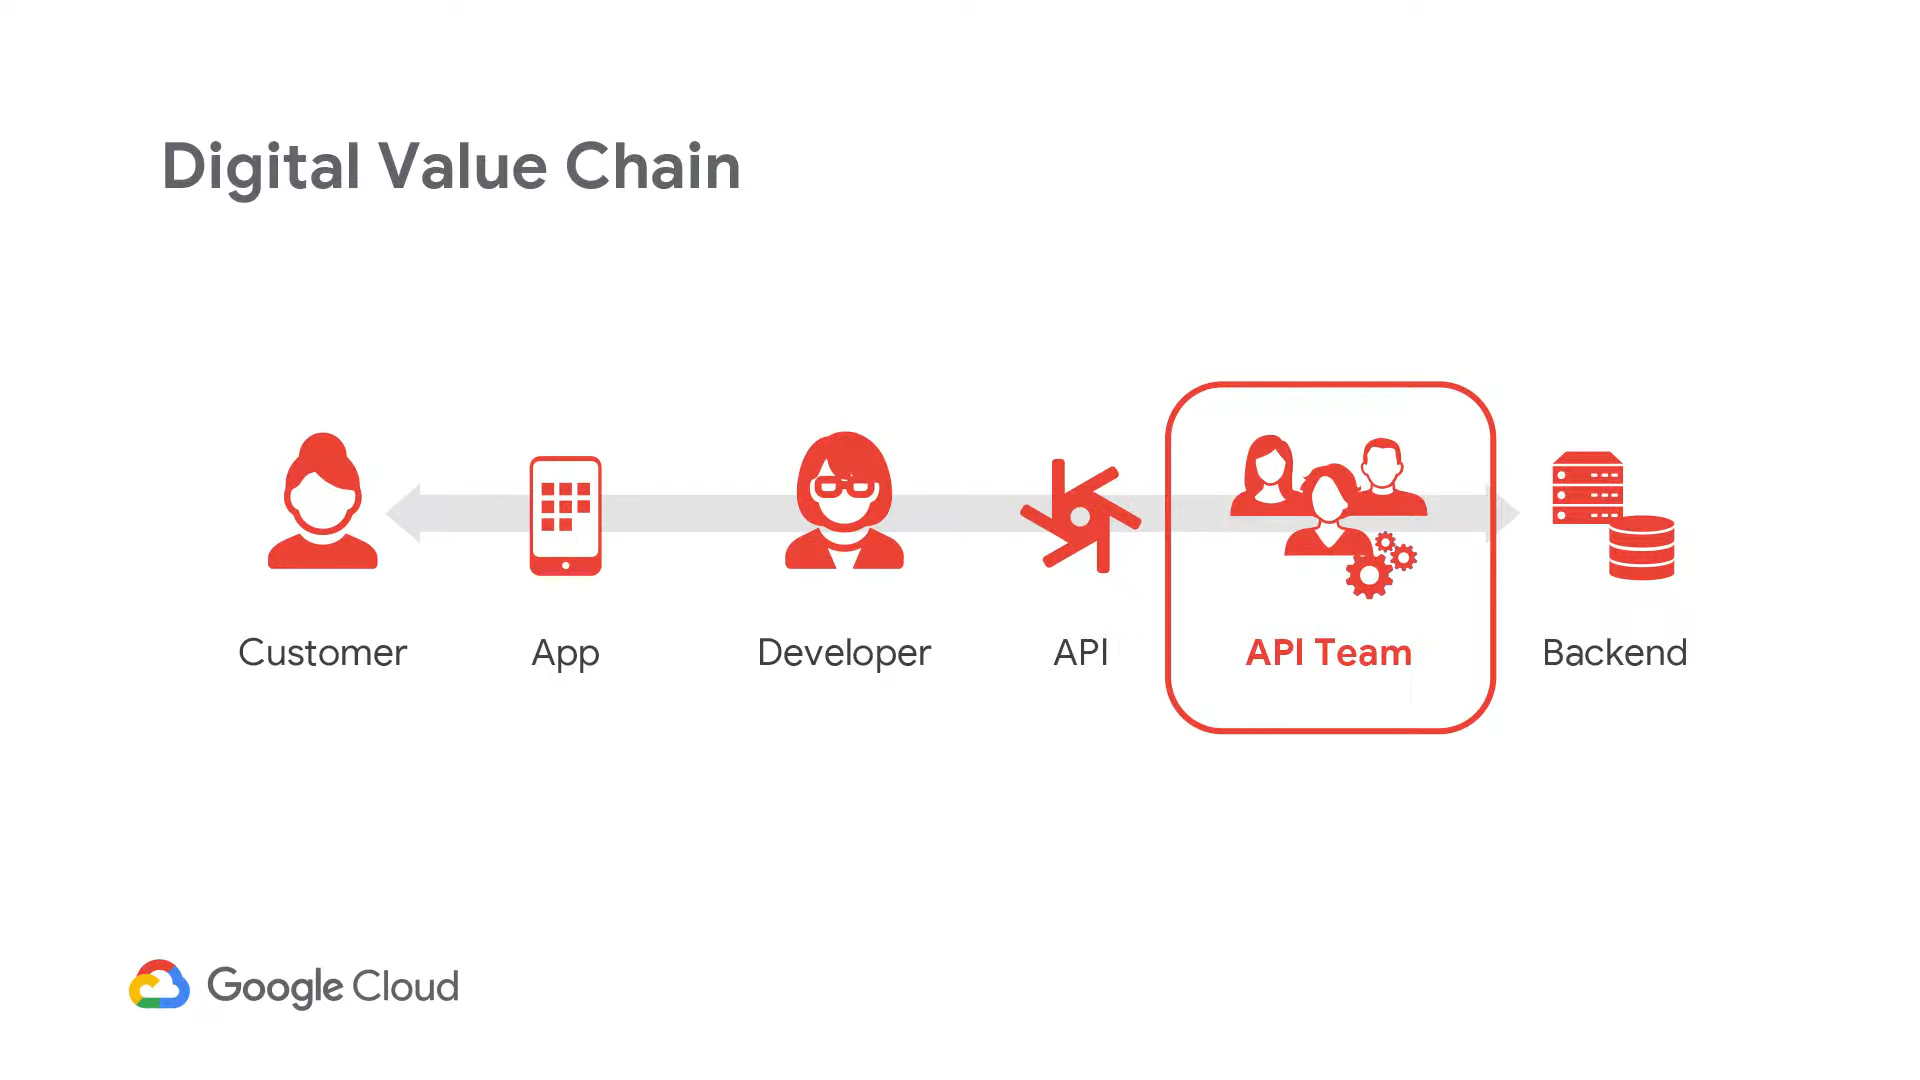 Digital Value Chain
Customer
App
Developer
API
API Team
Backend
Google Cloud